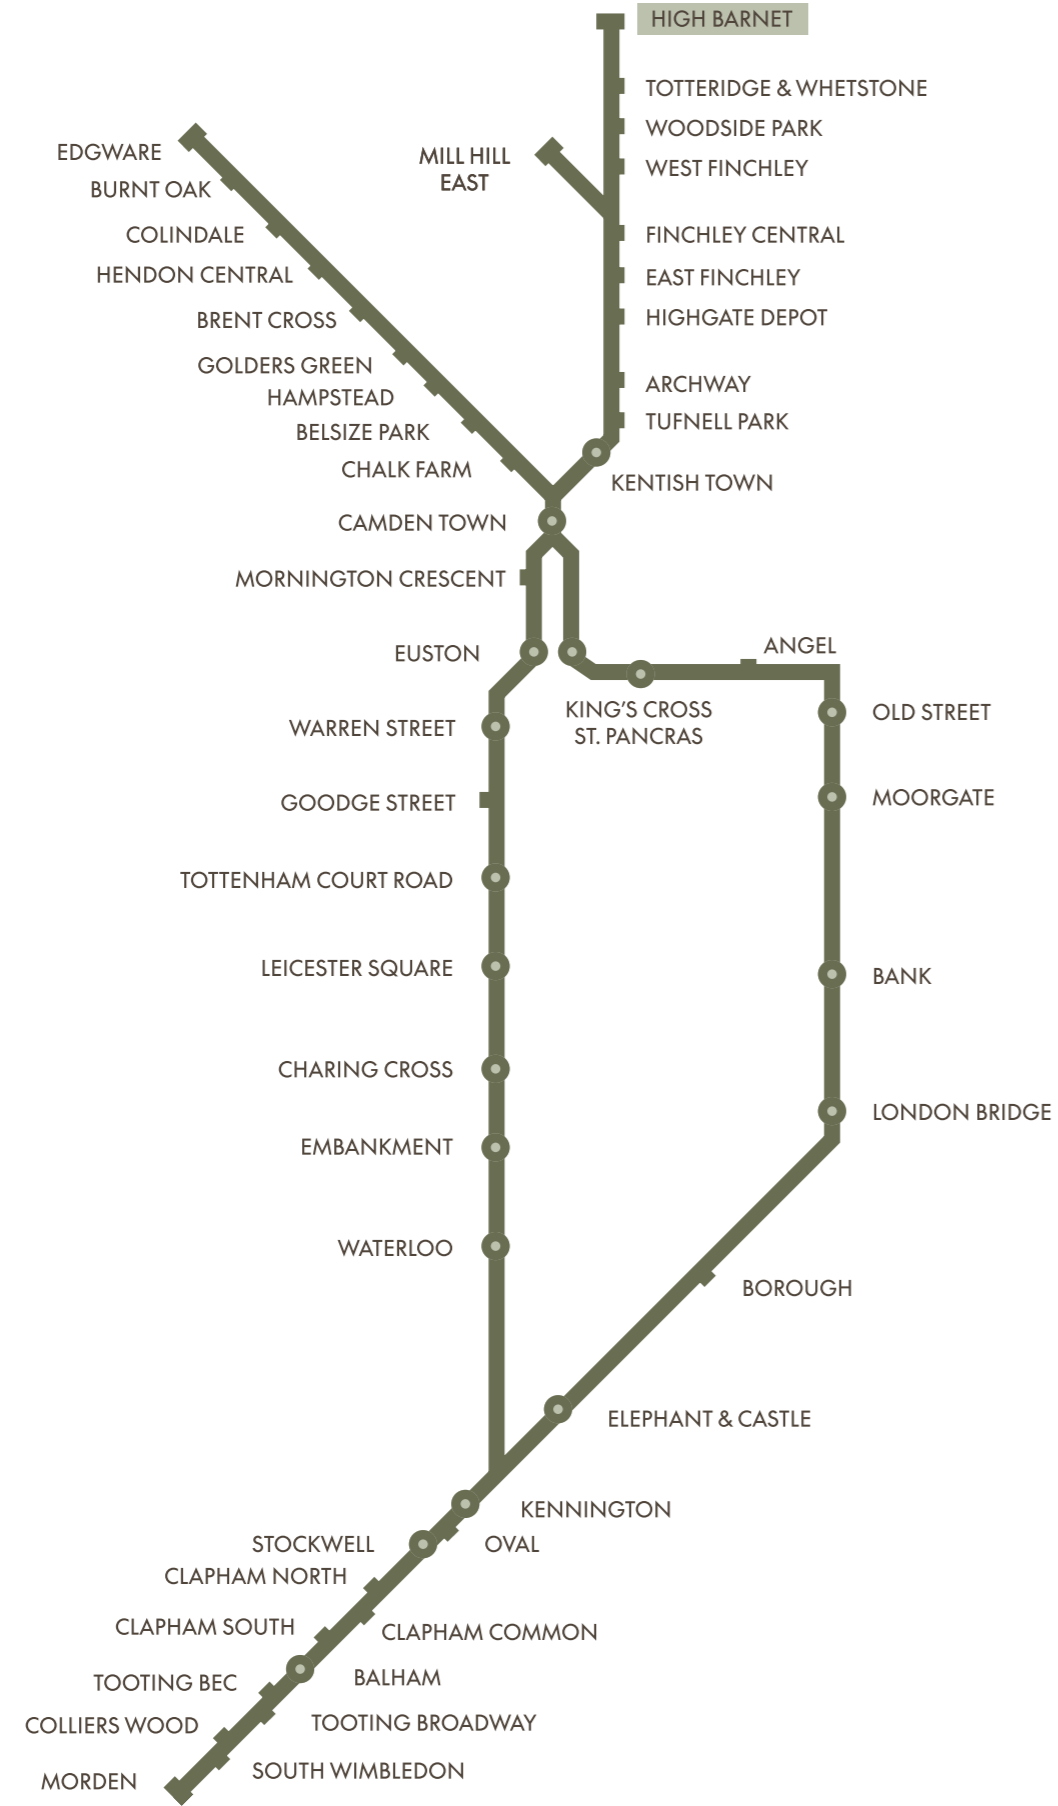 HIGH BARNET
TOTTERIDGE & WHETSTONE
WOODSIDE PARK
WEST FINCHLEY
MILL HILL
EAST
EDGWARE
BURNT OAK
COLINDALE
HENDON CENTRAL
BRENT CROSS
GOLDERS GREEN
HAMPSTEAD
BELSIZE PARK
CHALK FARM
FINCHLEY CENTRAL
EAST FINCHLEY
HIGHGATE DEPOT
ARCHWAY
TUFNELL PARK
KENTISH TOWN
CAMDEN TOWN
MORNINGTON CRESCENT
EUSTON
WARREN STREET
GOODGE STREET
TOTTENHAM COURT ROAD
LEICESTER SQUARE
CHARING CROSS
EMBANKMENT
WATERLOO
KING'S CROSS
ST. PANCRAS
ANGEL
OLD STREET
MOORGATE
BANK
LONDON BRIDGE
BOROUGH
ELEPHANT & CASTLE
KENNINGTON
OVAL
STOCKWELL
CLAPHAM NORTH
CLAPHAM COMMON
CLAPHAM SOUTH
BALHAM
TOOTING BEC
TOOTING BROADWAY
COLLIERS WOOD
SOUTH WIMBLEDON
MORDEN